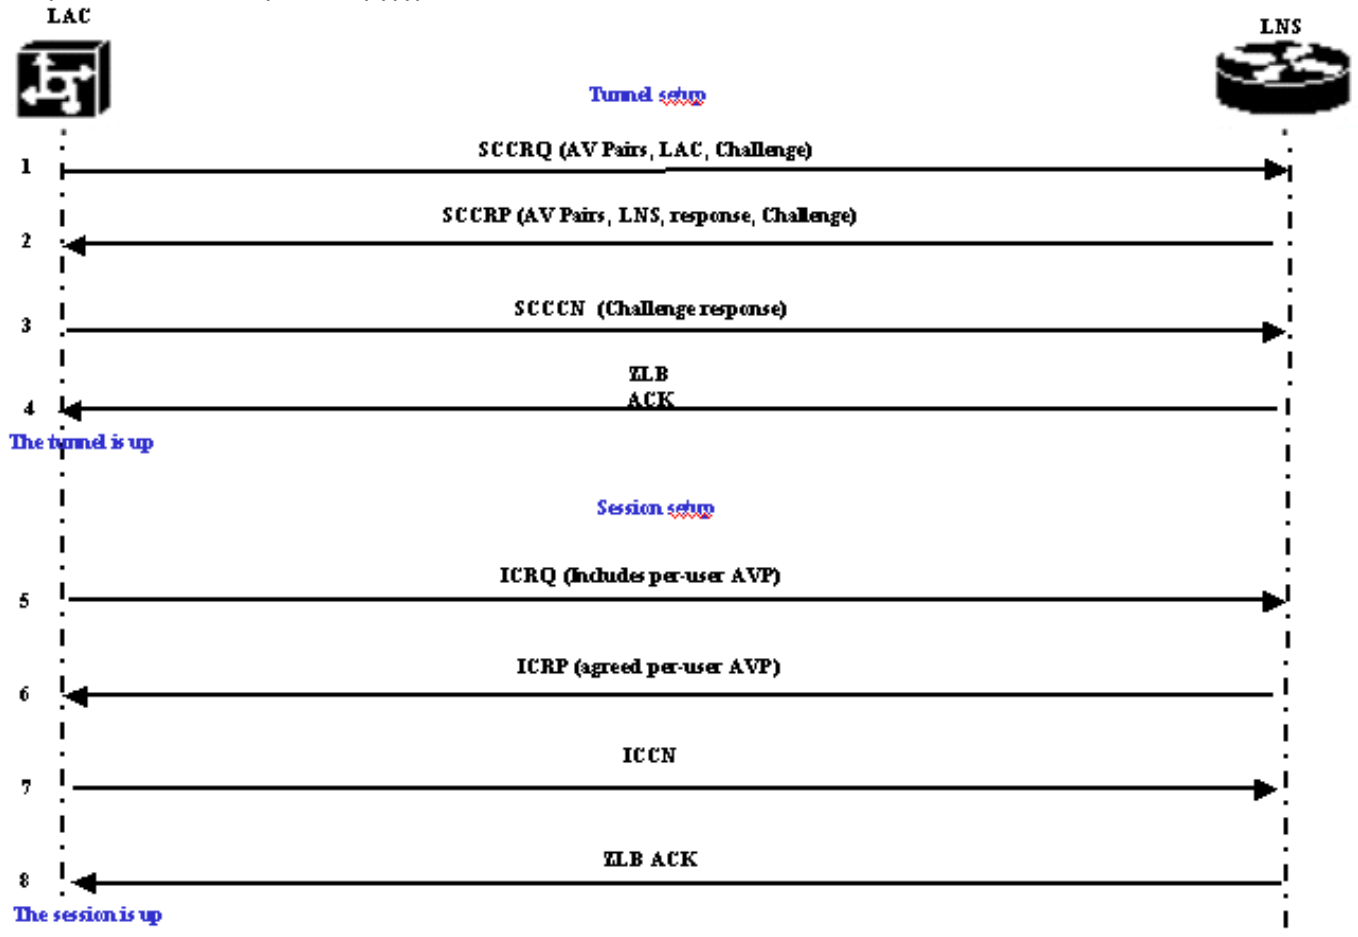 LAC
LNS
Tunnel setup
1
SCCRQ (AV Pairs, LAC, Challenge)
SCCRP (AV Pairs, LNS, response, Challenge)
2
SCCCN (Challenge response)
3
ZLB
ACK
4
The tunnel is up
Session setup
ICRQ (Includes per-user AVP)
5
ICRP (agreed per-user AVP)
6
ICCN
7
ZLB ACK
8
The session is up